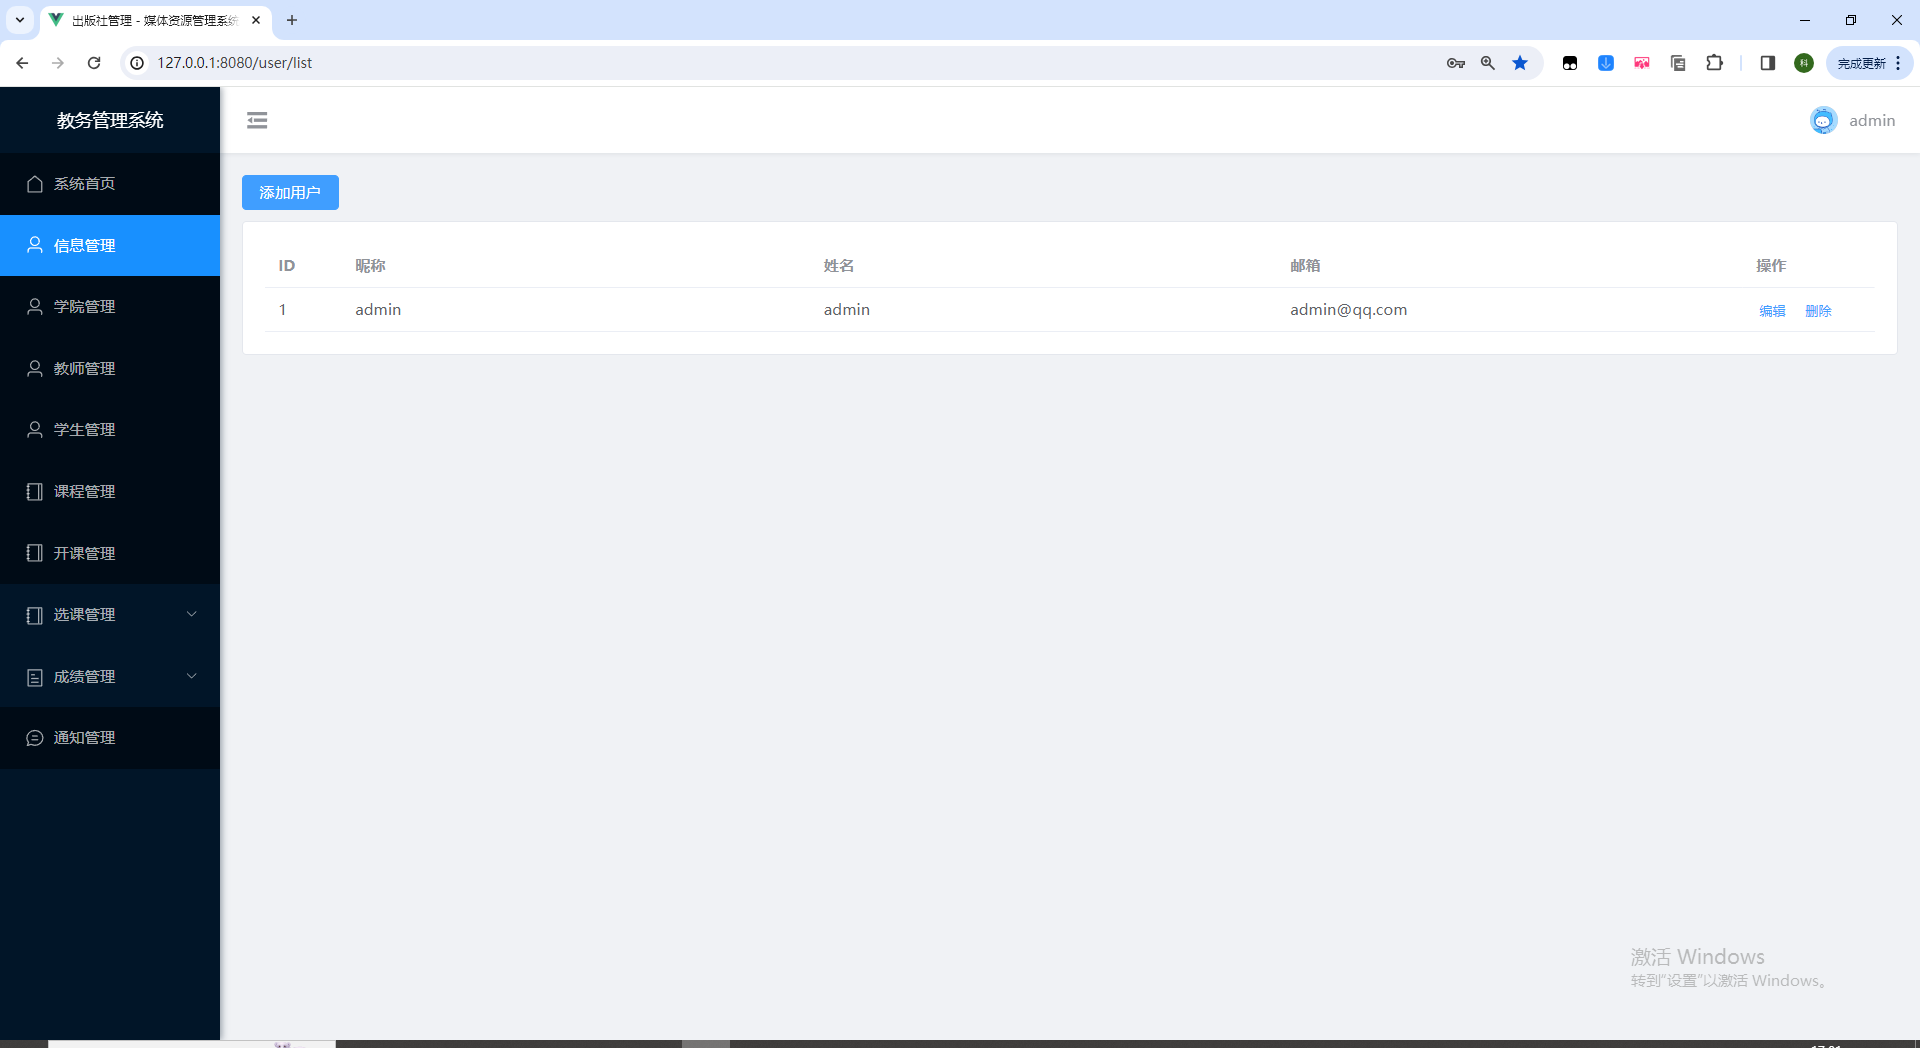 出版社管理 - 媒体资源管理系统
127.0.0.1:8080/user/list
科
完成更新
教务管理系统
admin
系统首页
信息管理
学院管理
教师管理
学生管理
课程管理
开课管理
选课管理
成绩管理
通知管理
添加用户
ID 昵称 姓名 邮箱 操作
1 admin admin admin@qq.com 编辑 删除
激活 Windows
转到“设置”以激活 Windows。